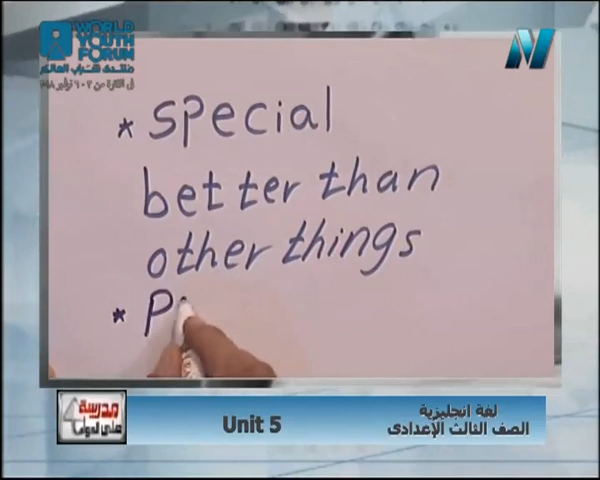 WORLD
YOUTH
FORUM
منتدى شباب العالم
N
* special
better than
other things
* P
مدرسة
على الهواء
Unit 5
لغة انجليزية
الصف الثالث الإعدادى